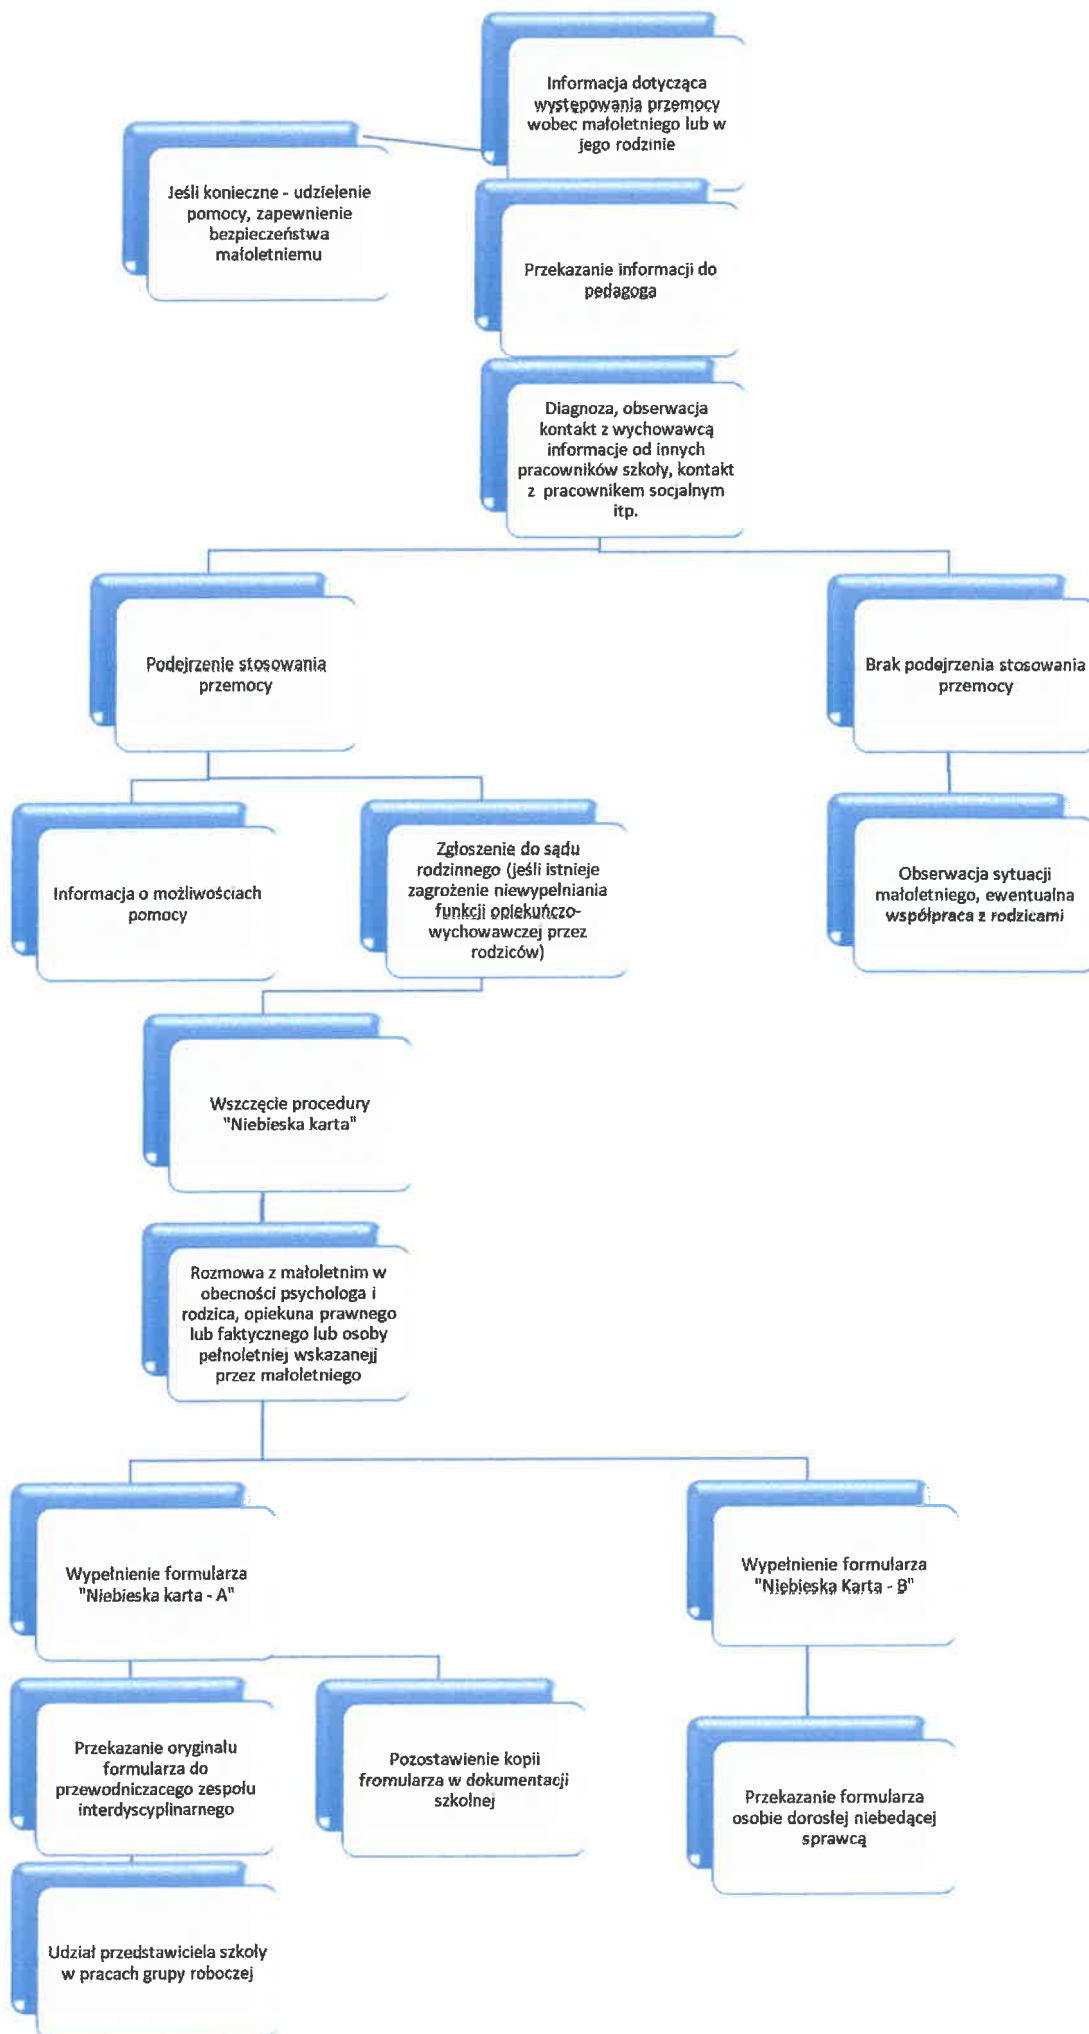 Informacja dotycząca
występowania przemocy
wobec małoletniego lub w
jego rodzinie
Jeśli konieczne - udzielenie
pomocy, zapewnienie
bezpieczeństwa
małoletniemu
Przekazanie informacji do
pedagoga
Diagnoza, obserwacja
kontakt z wychowawcą
informacje od innych
pracowników szkoły, kontakt
z pracownikem socjalnym
itp.
Podejrzenie stosowania
przemocy
Brak podejrzenia stosowania
przemocy
Informacja o możliwościach
pomocy
Zgłoszenie do sądu
rodzinnego (jeśli istnieje
zagrożenie niewypełniania
funkcji opiekuńczo-
wychowawczej przez
rodziców)
Obserwacja sytuacji
małoletniego, ewentualna
współpraca z rodzicami
Wszczęcie procedury
"Niebieska karta"
Rozmowa z małoletnim w
obecności psychologa i
rodzica, opiekuna prawnego
lub faktycznego lub osoby
pełnoletniej wskazanejj
przez małoletniego
Wypełnienie formularza
"Niebieska karta - A"
Wypełnienie formularza
"Niebieska Karta - B"
Przekazanie oryginału
formularza do
przewodniczacego zespołu
interdyscyplinarnego
Pozostawienie kopii
fromularza w dokumentacji
szkolnej
Przekazanie formularza
osobie dorosłej niebedącej
sprawcą
Udział przedstawiciela szkoły
w pracach grupy roboczej